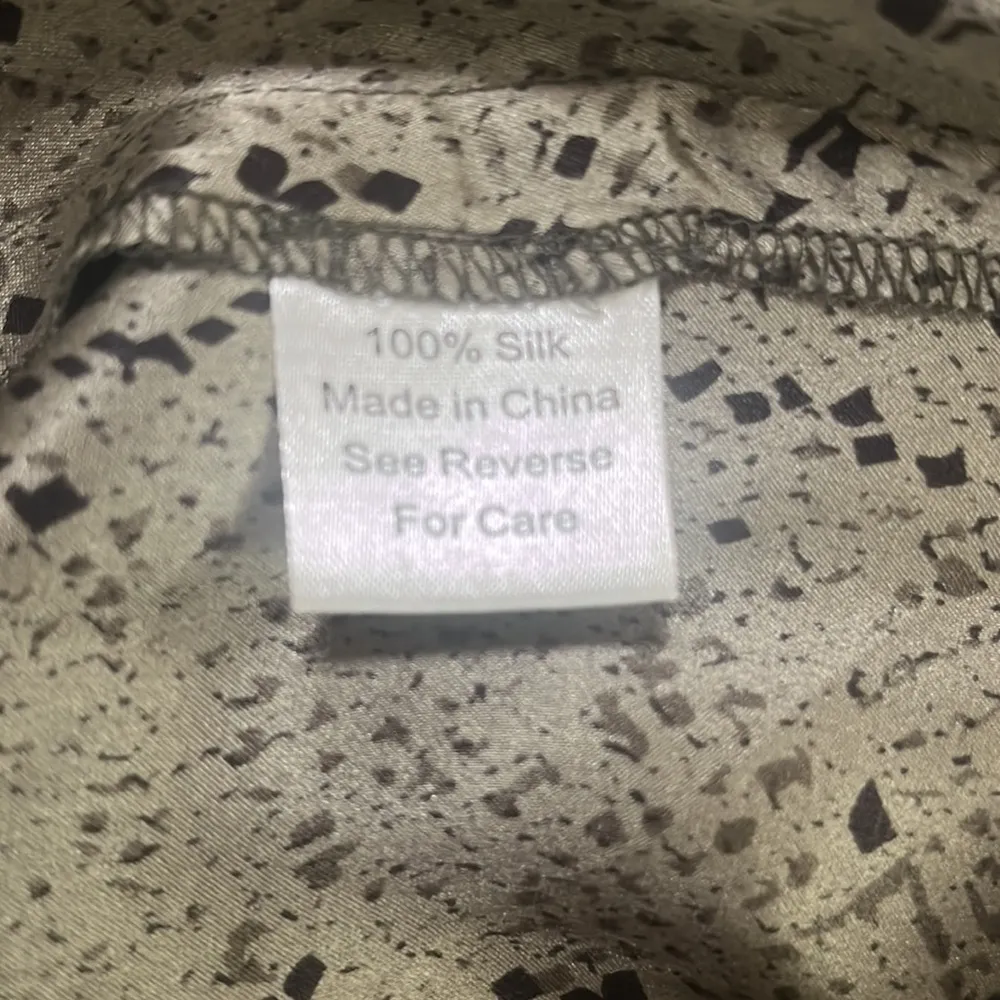 100% Silk
Made in China
See Reverse
For Care